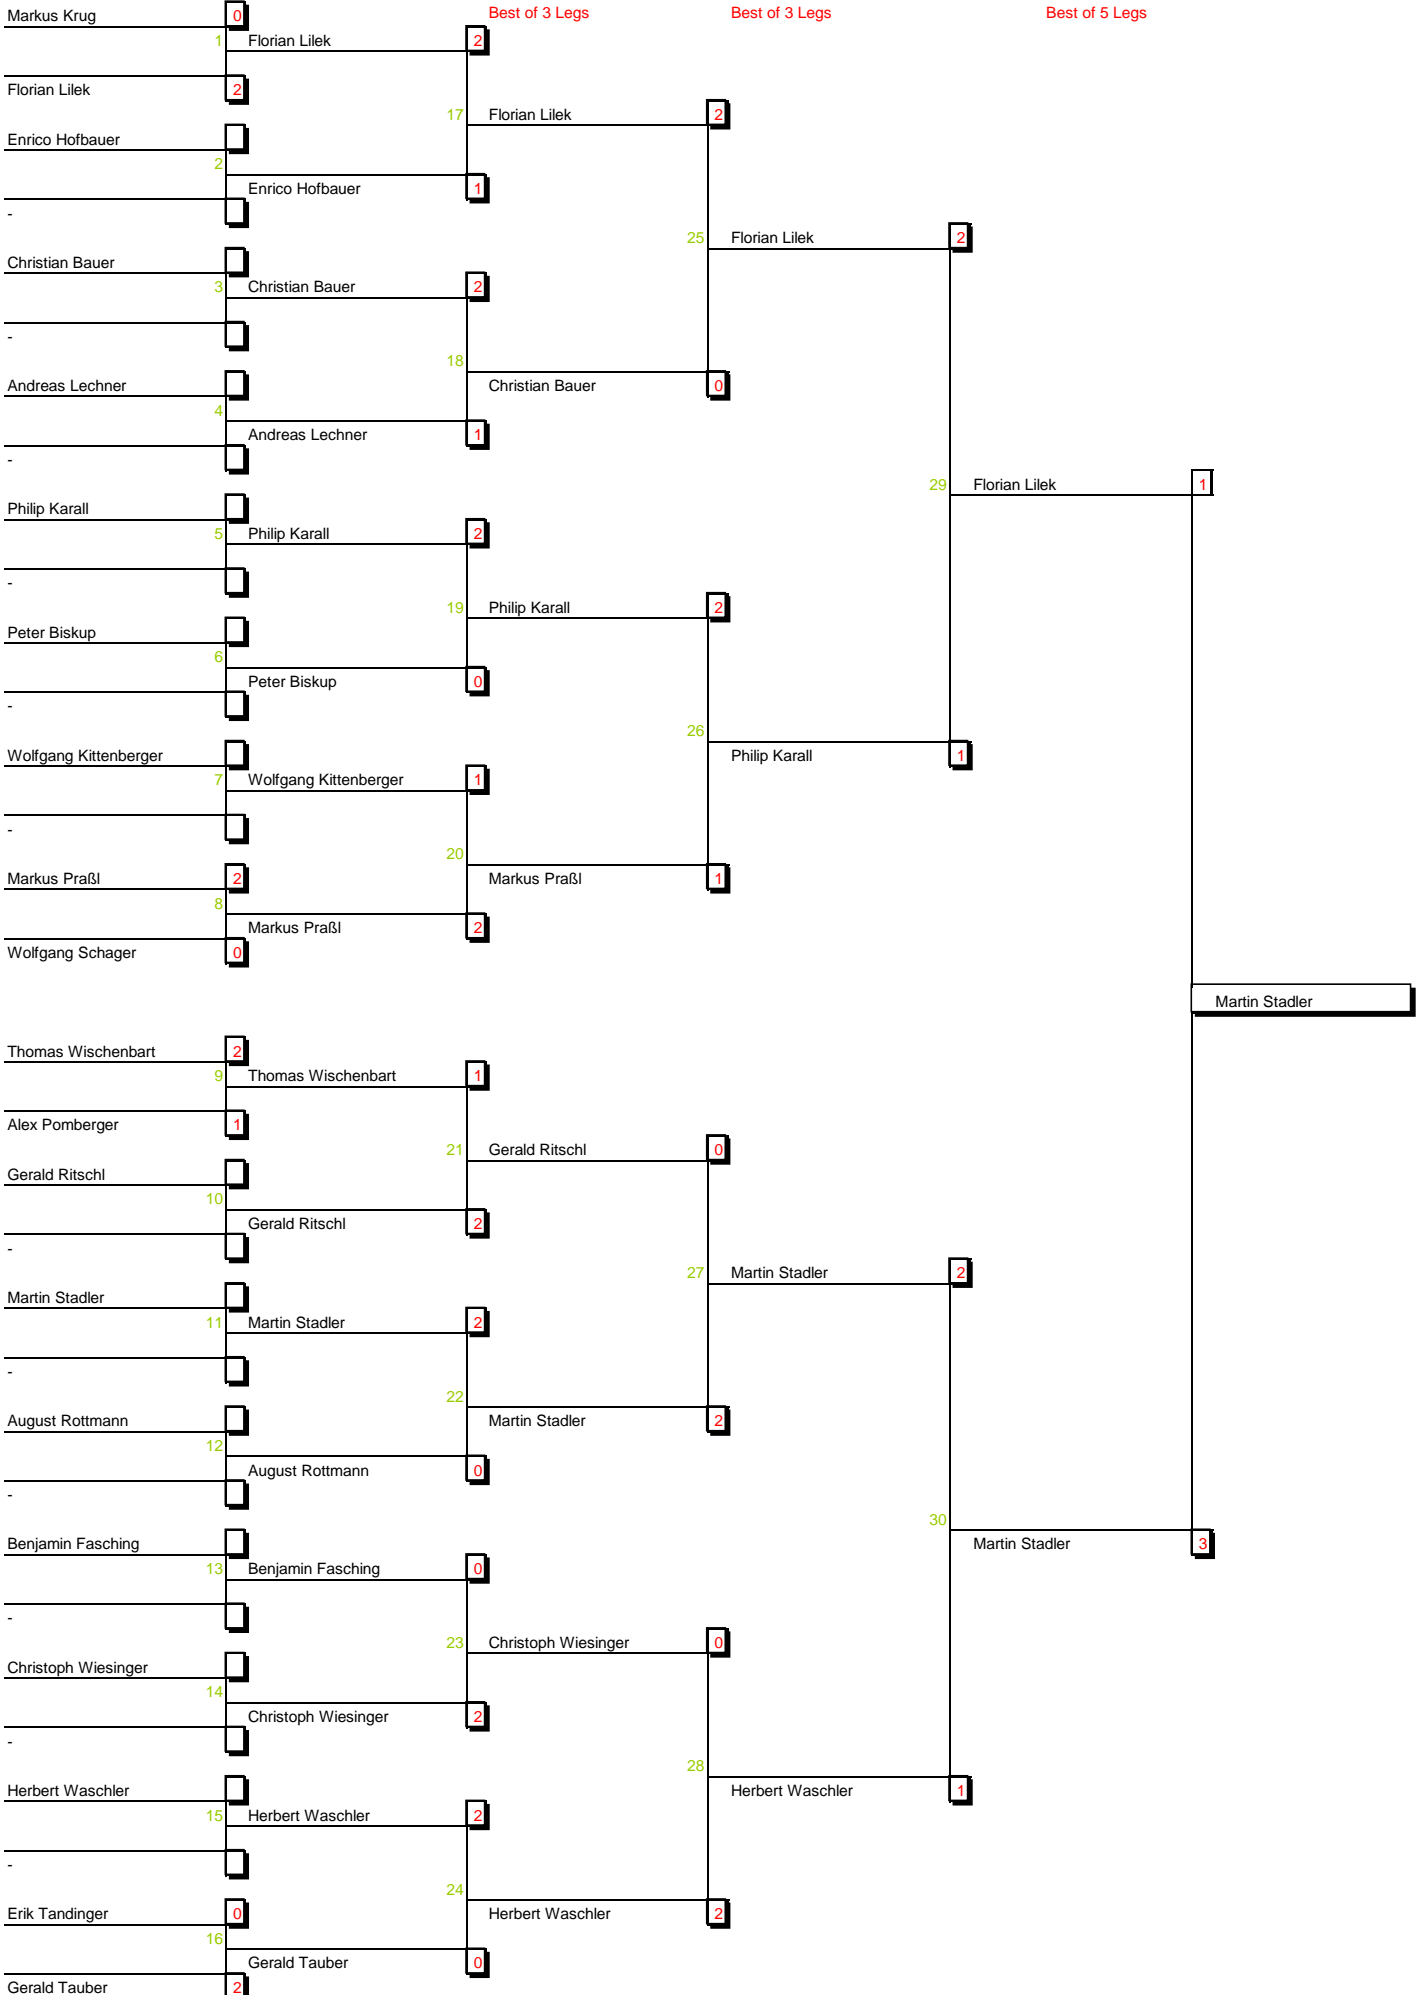 Markus Krug 0 Best of 3 Legs Best of 3 Legs Best of 5 Legs
1 Florian Lilek 2
Florian Lilek 2
17 Florian Lilek 2
Enrico Hofbauer
2
Enrico Hofbauer 1
-
25 Florian Lilek 2
Christian Bauer
3 Christian Bauer 2
-
18
Andreas Lechner Christian Bauer 0
4
Andreas Lechner 1
-
29 Florian Lilek 1
Philip Karall
5 Philip Karall 2
-
19 Philip Karall 2
Peter Biskup
6
Peter Biskup 0
-
26
Wolfgang Kittenberger Philip Karall 1
7 Wolfgang Kittenberger 1
-
20
Markus Praßl 2 Markus Praßl 1
8
Markus Praßl 2
Wolfgang Schager 0
Martin Stadler
Thomas Wischenbart 2
9 Thomas Wischenbart 1
Alex Pomberger 1
21 Gerald Ritschl 0
Gerald Ritschl
10
Gerald Ritschl 2
-
27 Martin Stadler 2
Martin Stadler
11 Martin Stadler 2
-
22
August Rottmann Martin Stadler 2
12
August Rottmann 0
-
30
Benjamin Fasching Martin Stadler 3
13 Benjamin Fasching 0
-
23 Christoph Wiesinger 0
Christoph Wiesinger
14
Christoph Wiesinger 2
-
28
Herbert Waschler Herbert Waschler 1
15 Herbert Waschler 2
-
24
Erik Tandinger 0 Herbert Waschler 2
16
Gerald Tauber 0
Gerald Tauber 2